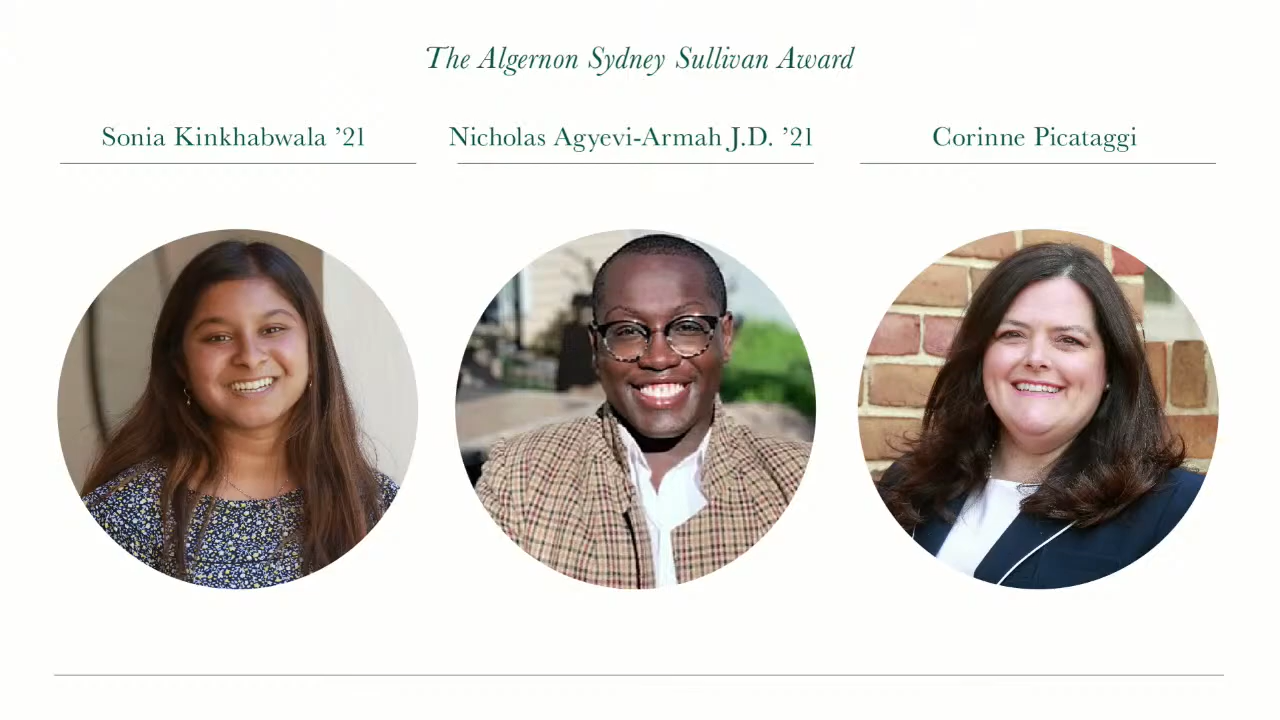 The Algernon Sydney Sullivan Award
Sonia Kinkhabwala ’21
Nicholas Agyevi-Armah J.D. ’21
Corinne Picataggi